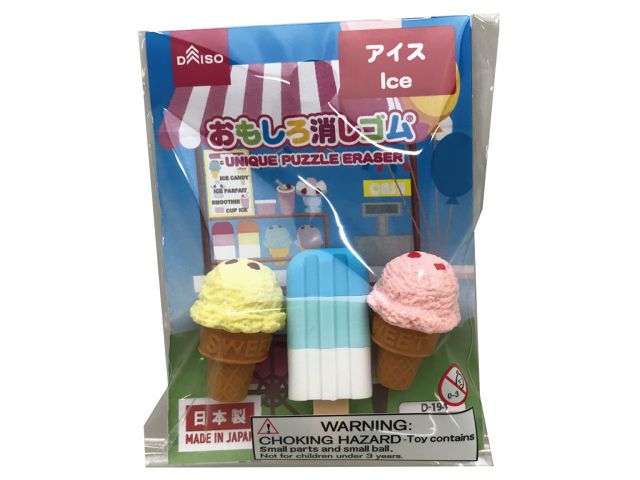 DAISO
アイス
Ice
おもしろ消しゴム®
UNIQUE PUZZLE ERASER
ICE CANDY
ICE PARFAIT
SMOOTHIE
CUP ICE
SWEET
EET
0-3
D-19
日本製
MADE IN JAPAN
WARNING:
CHOKING HAZARD-Toy contains
Small parts and small ball.
Not for children under 3 years.